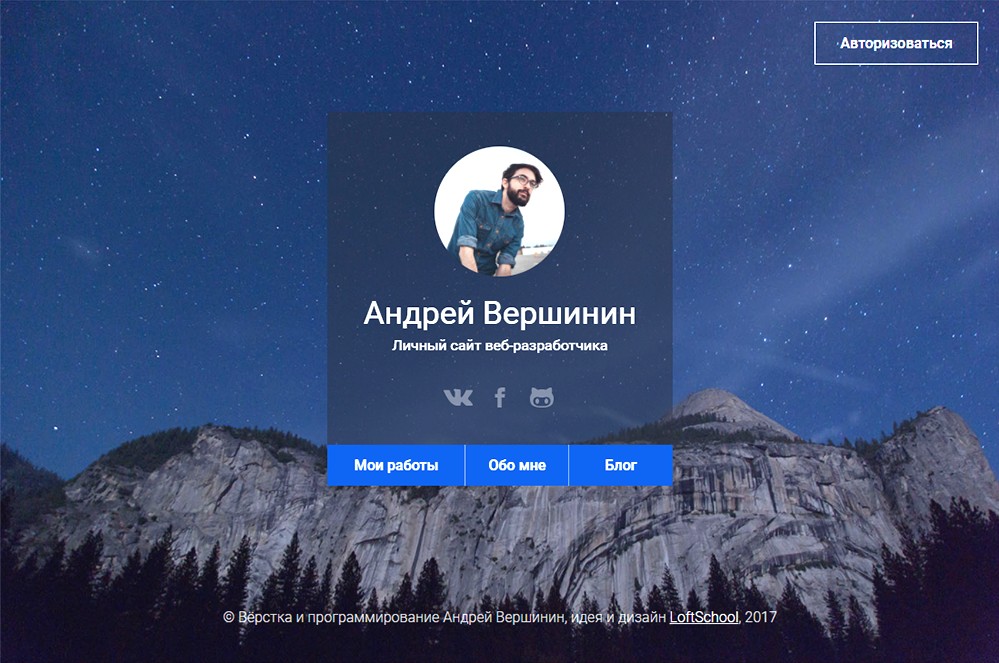 Авторизоваться
Андрей Вершинин
Личный сайт веб-разработчика
Мои работы
Обо мне
Блог
© Вёрстка и программирование Андрей Вершинин, идея и дизайн LoftSchool, 2017